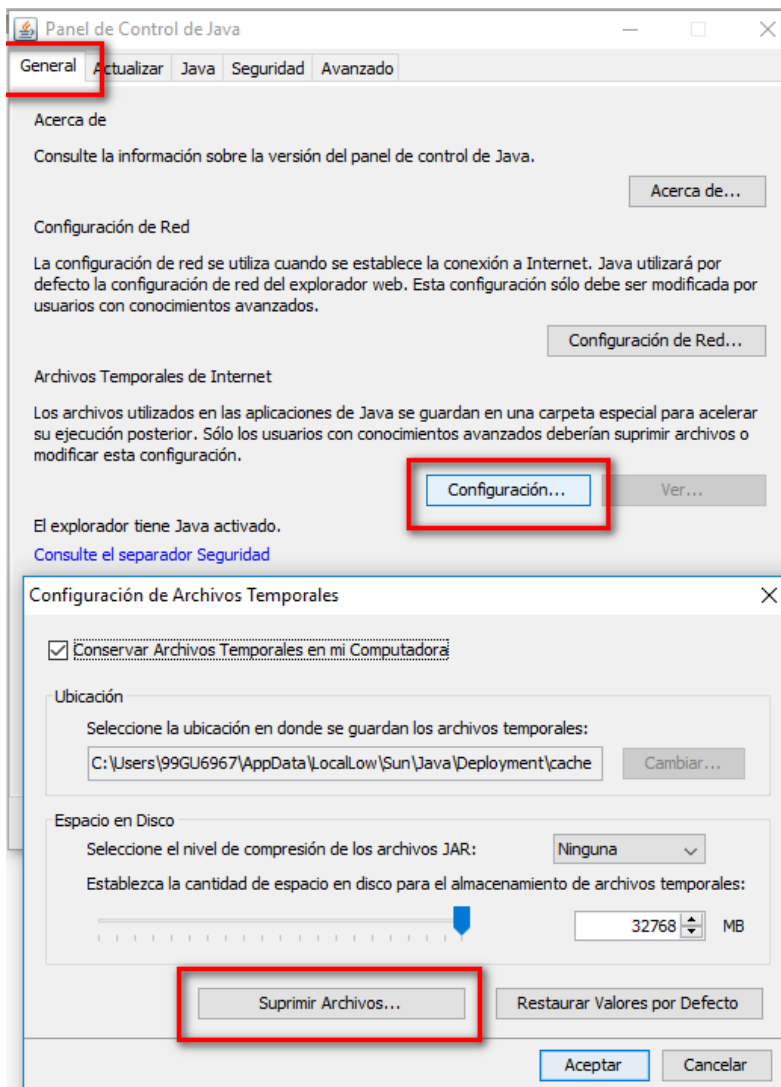 Panel de Control de Java
General Actualizar Java Seguridad Avanzado
Acerca de
Consulte la información sobre la versión del panel de control de Java.
Acerca de...
Configuración de Red
La configuración de red se utiliza cuando se establece la conexión a Internet. Java utilizará por
defecto la configuración de red del explorador web. Esta configuración sólo debe ser modificada por
usuarios con conocimientos avanzados.
Configuración de Red...
Archivos Temporales de Internet
Los archivos utilizados en las aplicaciones de Java se guardan en una carpeta especial para acelerar
su ejecución posterior. Sólo los usuarios con conocimientos avanzados deberían suprimir archivos o
modificar esta configuración.
Configuración... Ver...
El explorador tiene Java activado.
Consulte el separador Seguridad
Configuración de Archivos Temporales
Conservar Archivos Temporales en mi Computadora
Ubicación
Seleccione la ubicación en donde se guardan los archivos temporales:
C:\Users\99GU6967\AppData\LocalLow\Sun\Java\Deployment\cache Cambiar...
Espacio en Disco
Seleccione el nivel de compresión de los archivos JAR: Ninguna
Establezca la cantidad de espacio en disco para el almacenamiento de archivos temporales:
32768 MB
Suprimir Archivos... Restaurar Valores por Defecto
Aceptar Cancelar